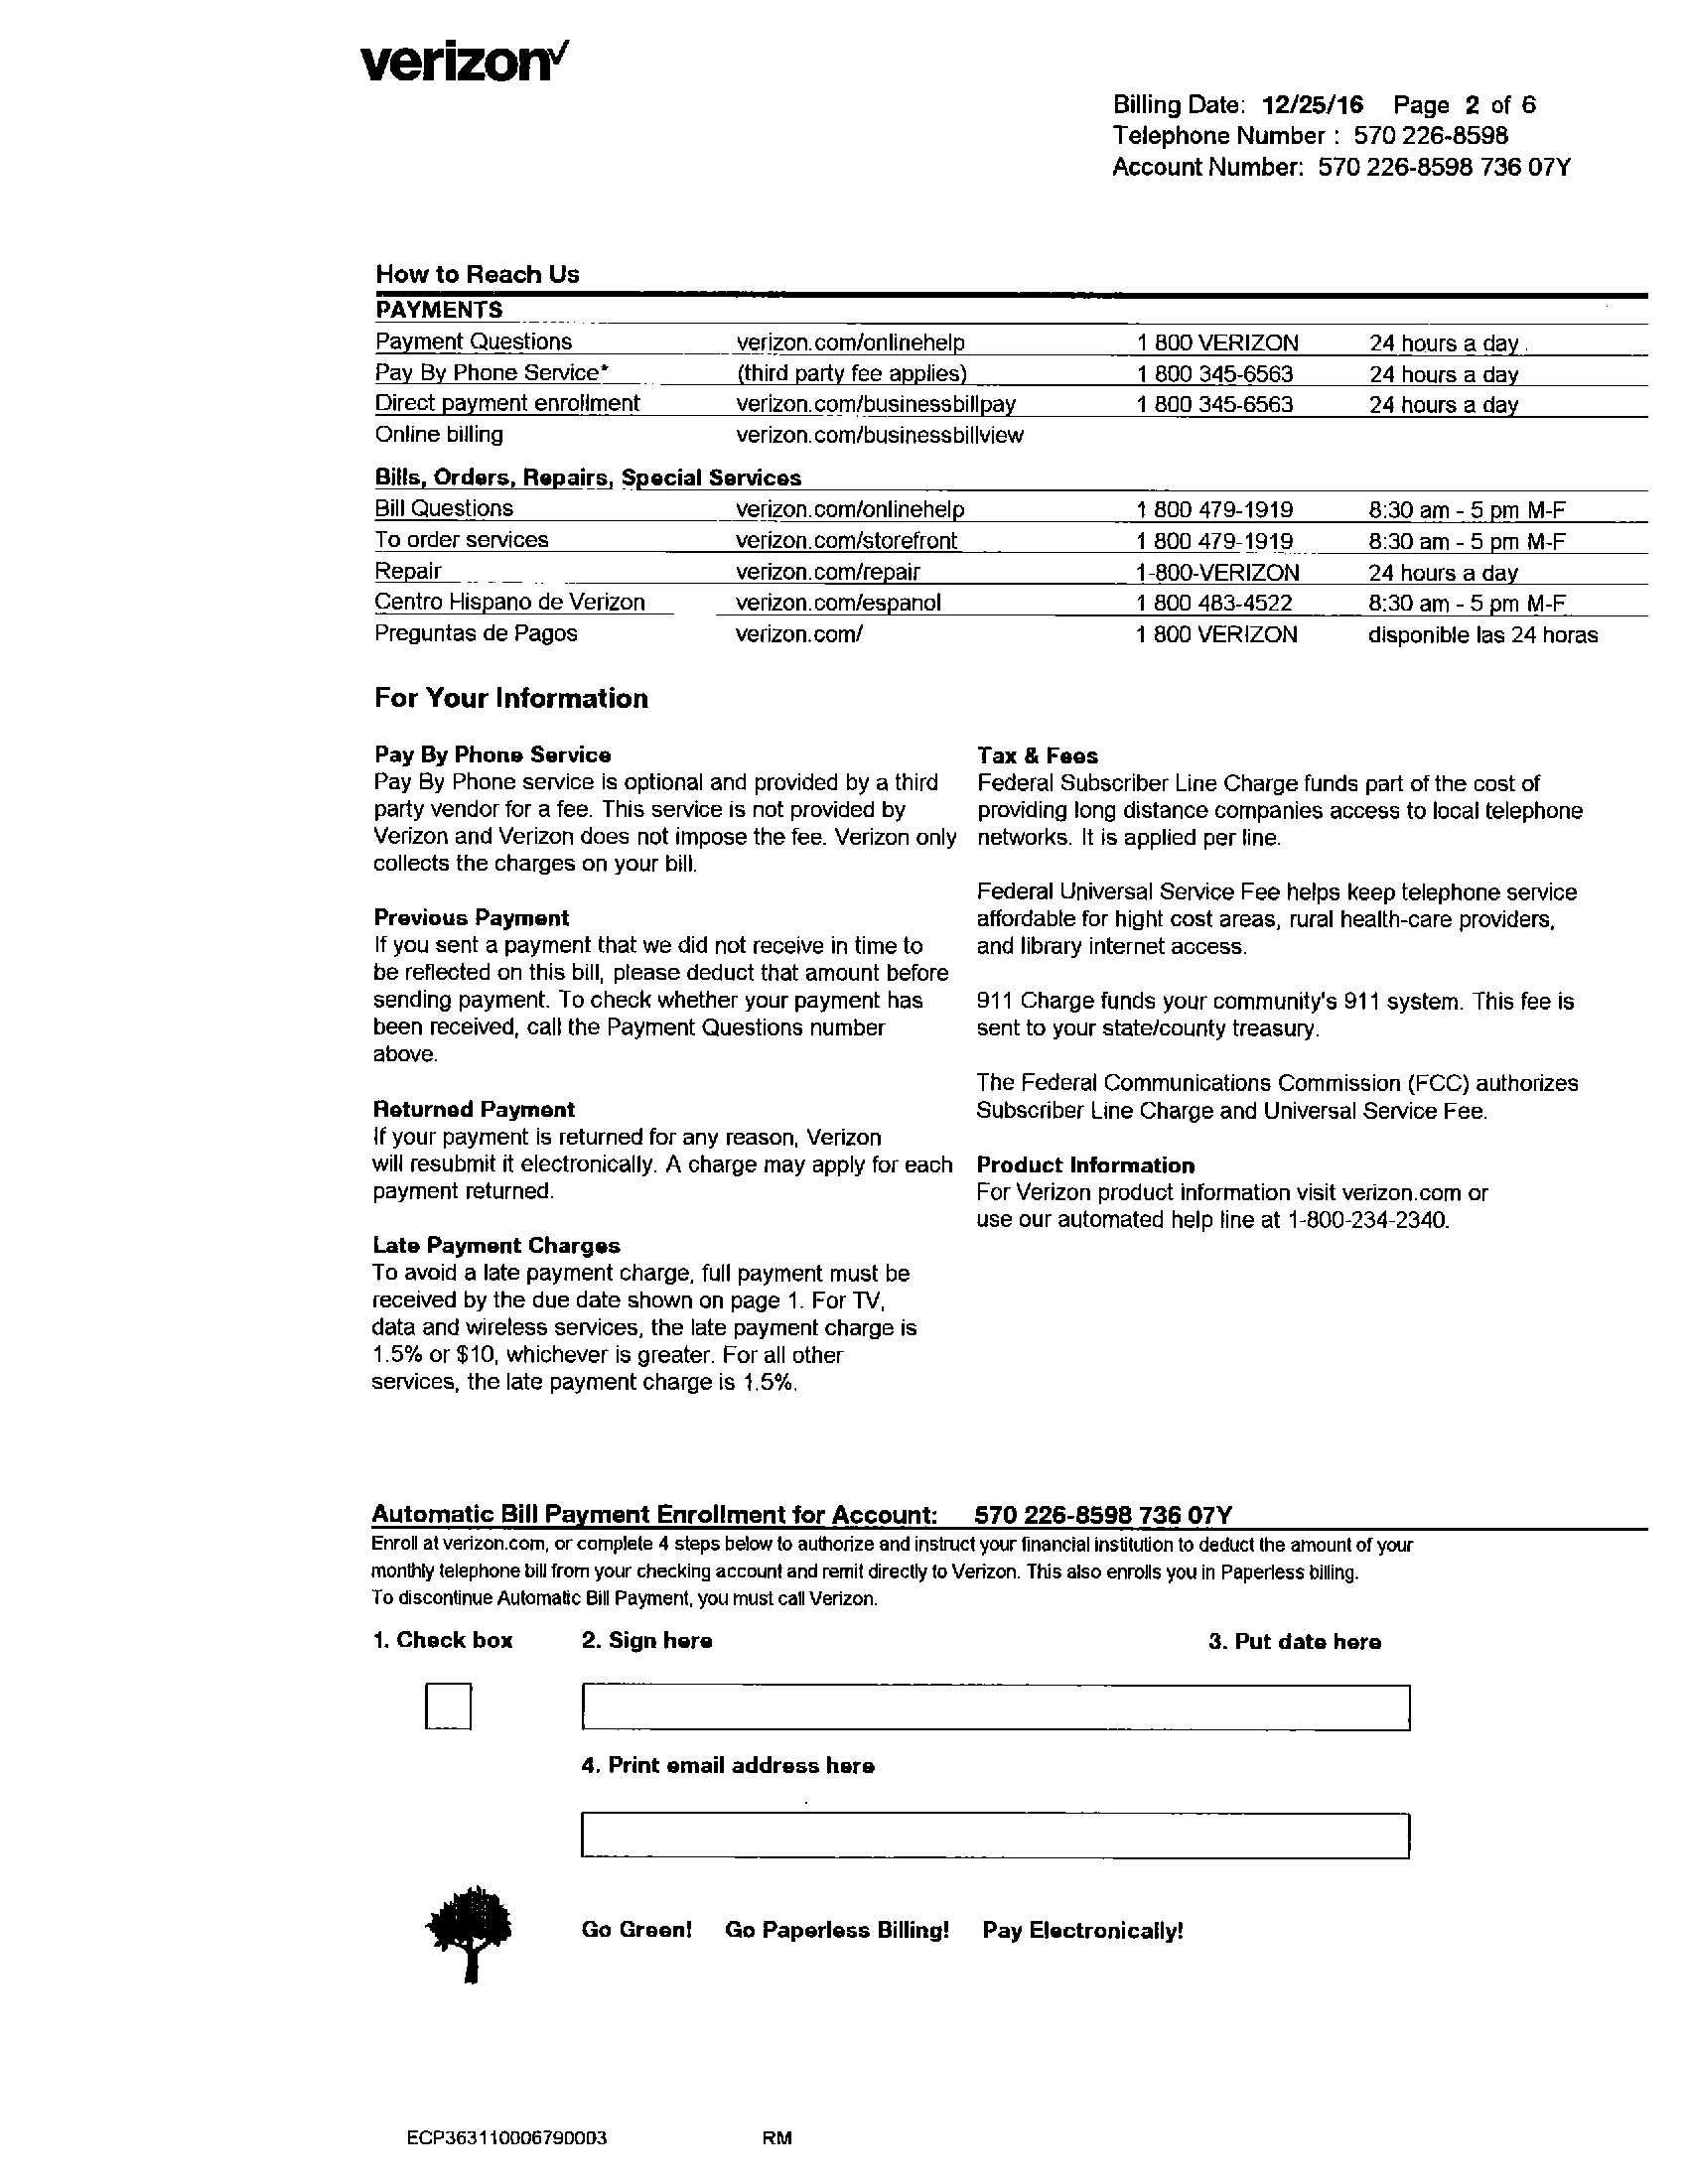 verizon✓
Billing Date: 12/25/16 Page 2 of 6
Telephone Number : 570 226-8598
Account Number: 570 226-8598 736 07Y
How to Reach Us
PAYMENTS
Payment Questions verizon.com/onlinehelp 1 800 VERIZON 24 hours a day
Pay By Phone Service* (third party fee applies) 1 800 345-6563 24 hours a day
Direct payment enrollment verizon.com/businessbillpay 1 800 345-6563 24 hours a day
Online billing verizon.com/businessbillview
Bills, Orders, Repairs, Special Services
Bill Questions verizon.com/onlinehelp 1 800 479-1919 8:30 am - 5 pm M-F
To order services verizon.com/storefront 1 800 479-1919 8:30 am - 5 pm M-F
Repair verizon.com/repair 1-800-VERIZON 24 hours a day
Centro Hispano de Verizon verizon.com/espanol 1 800 483-4522 8:30 am - 5 pm M-F
Preguntas de Pagos verizon.com/ 1 800 VERIZON disponible las 24 horas
For Your Information
Pay By Phone Service
Pay By Phone service is optional and provided by a third
party vendor for a fee. This service is not provided by
Verizon and Verizon does not impose the fee. Verizon only
collects the charges on your bill.
Previous Payment
If you sent a payment that we did not receive in time to
be reflected on this bill, please deduct that amount before
sending payment. To check whether your payment has
been received, call the Payment Questions number
above.
Returned Payment
If your payment is returned for any reason, Verizon
will resubmit it electronically. A charge may apply for each
payment returned.
Late Payment Charges
To avoid a late payment charge, full payment must be
received by the due date shown on page 1. For TV,
data and wireless services, the late payment charge is
1.5% or $10, whichever is greater. For all other
services, the late payment charge is 1.5%.
Tax & Fees
Federal Subscriber Line Charge funds part of the cost of
providing long distance companies access to local telephone
networks. It is applied per line.
Federal Universal Service Fee helps keep telephone service
affordable for hight cost areas, rural health-care providers,
and library internet access.
911 Charge funds your community's 911 system. This fee is
sent to your state/county treasury.
The Federal Communications Commission (FCC) authorizes
Subscriber Line Charge and Universal Service Fee.
Product Information
For Verizon product information visit verizon.com or
use our automated help line at 1-800-234-2340.
Automatic Bill Payment Enrollment for Account: 570 226-8598 736 07Y
Enroll at verizon.com, or complete 4 steps below to authorize and instruct your financial institution to deduct the amount of your
monthly telephone bill from your checking account and remit directly to Verizon. This also enrolls you in Paperless billing.
To discontinue Automatic Bill Payment, you must call Verizon.
1. Check box 2. Sign here 3. Put date here
4. Print email address here
Go Green! Go Paperless Billing! Pay Electronically!
ECP363110006790003 RM